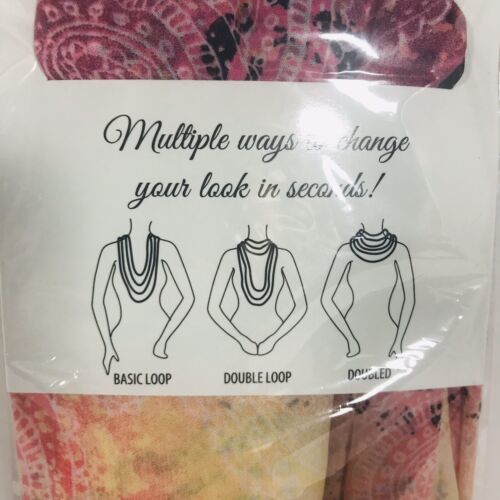 Multiple ways to change
your look in seconds!
BASIC LOOP DOUBLE LOOP DOUBLED